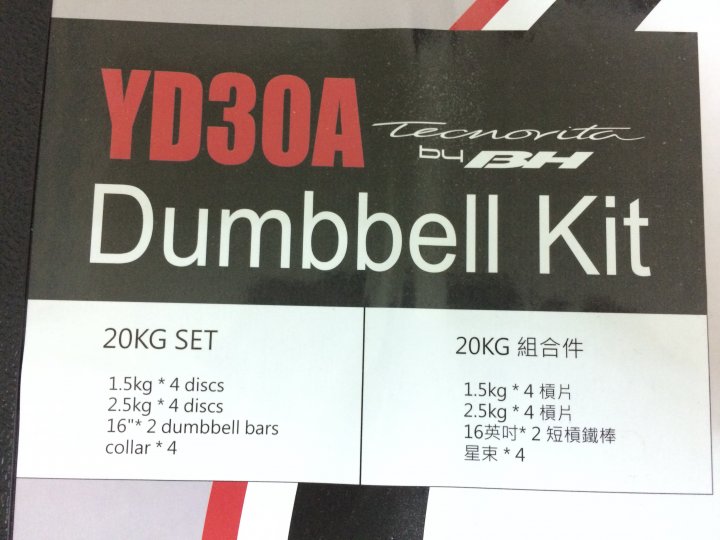 YD30A Tecnovita
by BH
Dumbbell Kit
20KG SET
1.5kg * 4 discs
2.5kg * 4 discs
16"* 2 dumbbell bars
collar * 4
20KG 組合件
1.5kg * 4 槓片
2.5kg * 4 槓片
16英吋* 2 短槓鐵棒
星束 * 4